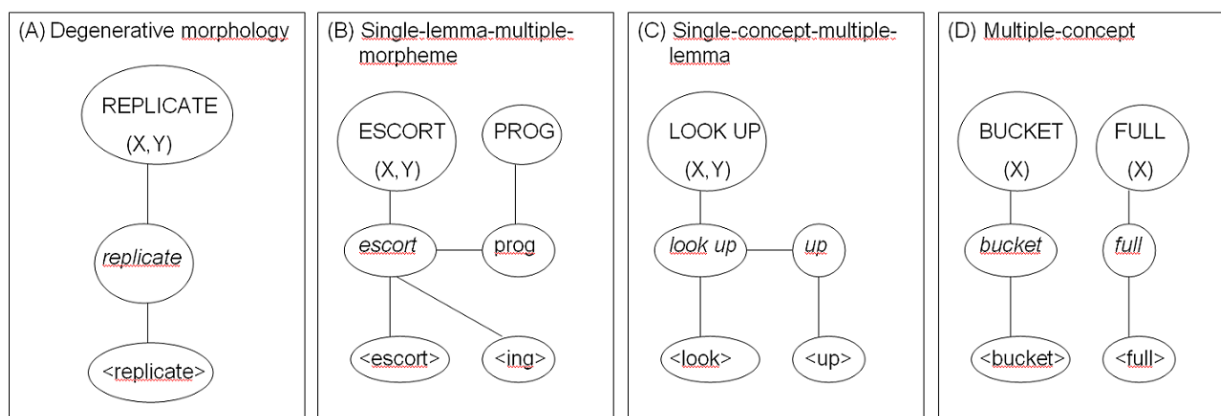 (A) Degenerative morphology
REPLICATE
(X,Y)
replicate
<replicate>
(B) Single-lemma-multiple-
morpheme
ESCORT
(X,Y)
PROG
escort
prog
<escort>
<ing>
(C) Single-concept-multiple-
lemma
LOOK UP
(X,Y)
look up
up
<look>
<up>
(D) Multiple-concept
BUCKET
(X)
FULL
(X)
bucket
full
<bucket>
<full>